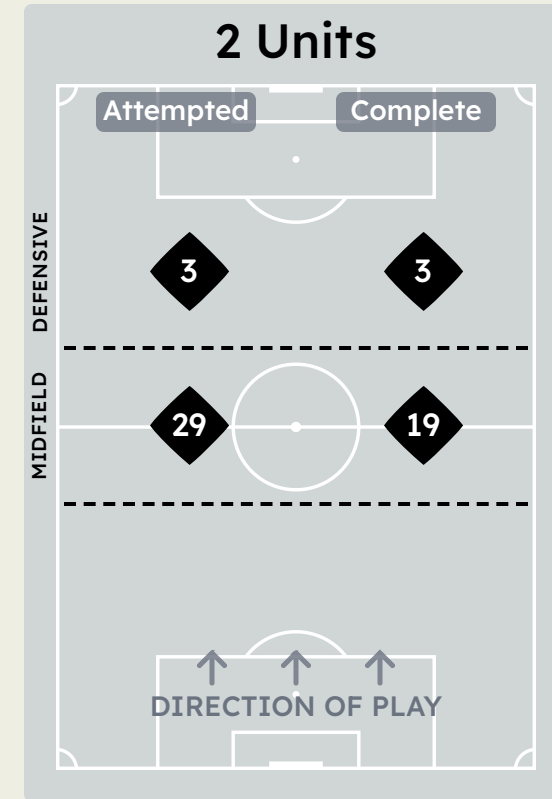 2 Units
Attempted Complete
DEFENSIVE
3 3
MIDFIELD
29 19
DIRECTION OF PLAY